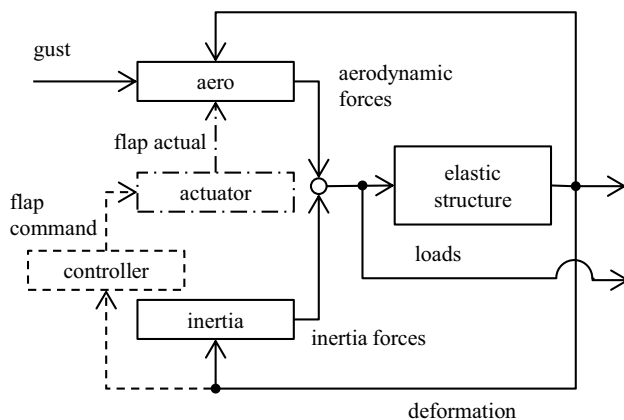 gust
aero
aerodynamic
forces
flap actual
actuator
elastic
structure
flap
command
controller
loads
inertia
inertia forces
deformation